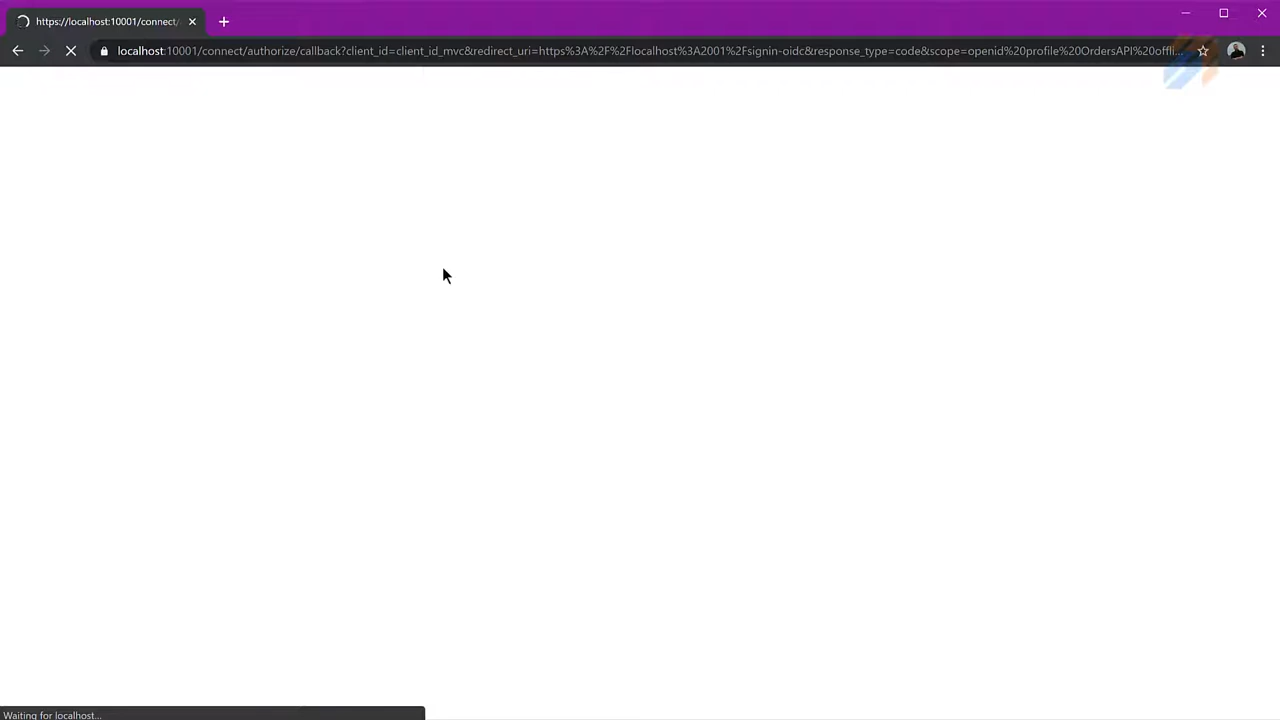 https://localhost:10001/connect/
localhost:10001/connect/authorize/callback?client_id=client_id_mvc&redirect_uri=https%3A%2F%2Flocalhost%3A2001%2Fsignin-oidc&response_type=code&scope=openid%20profile%20OrdersAPI%20offli...
Waiting for localhost...